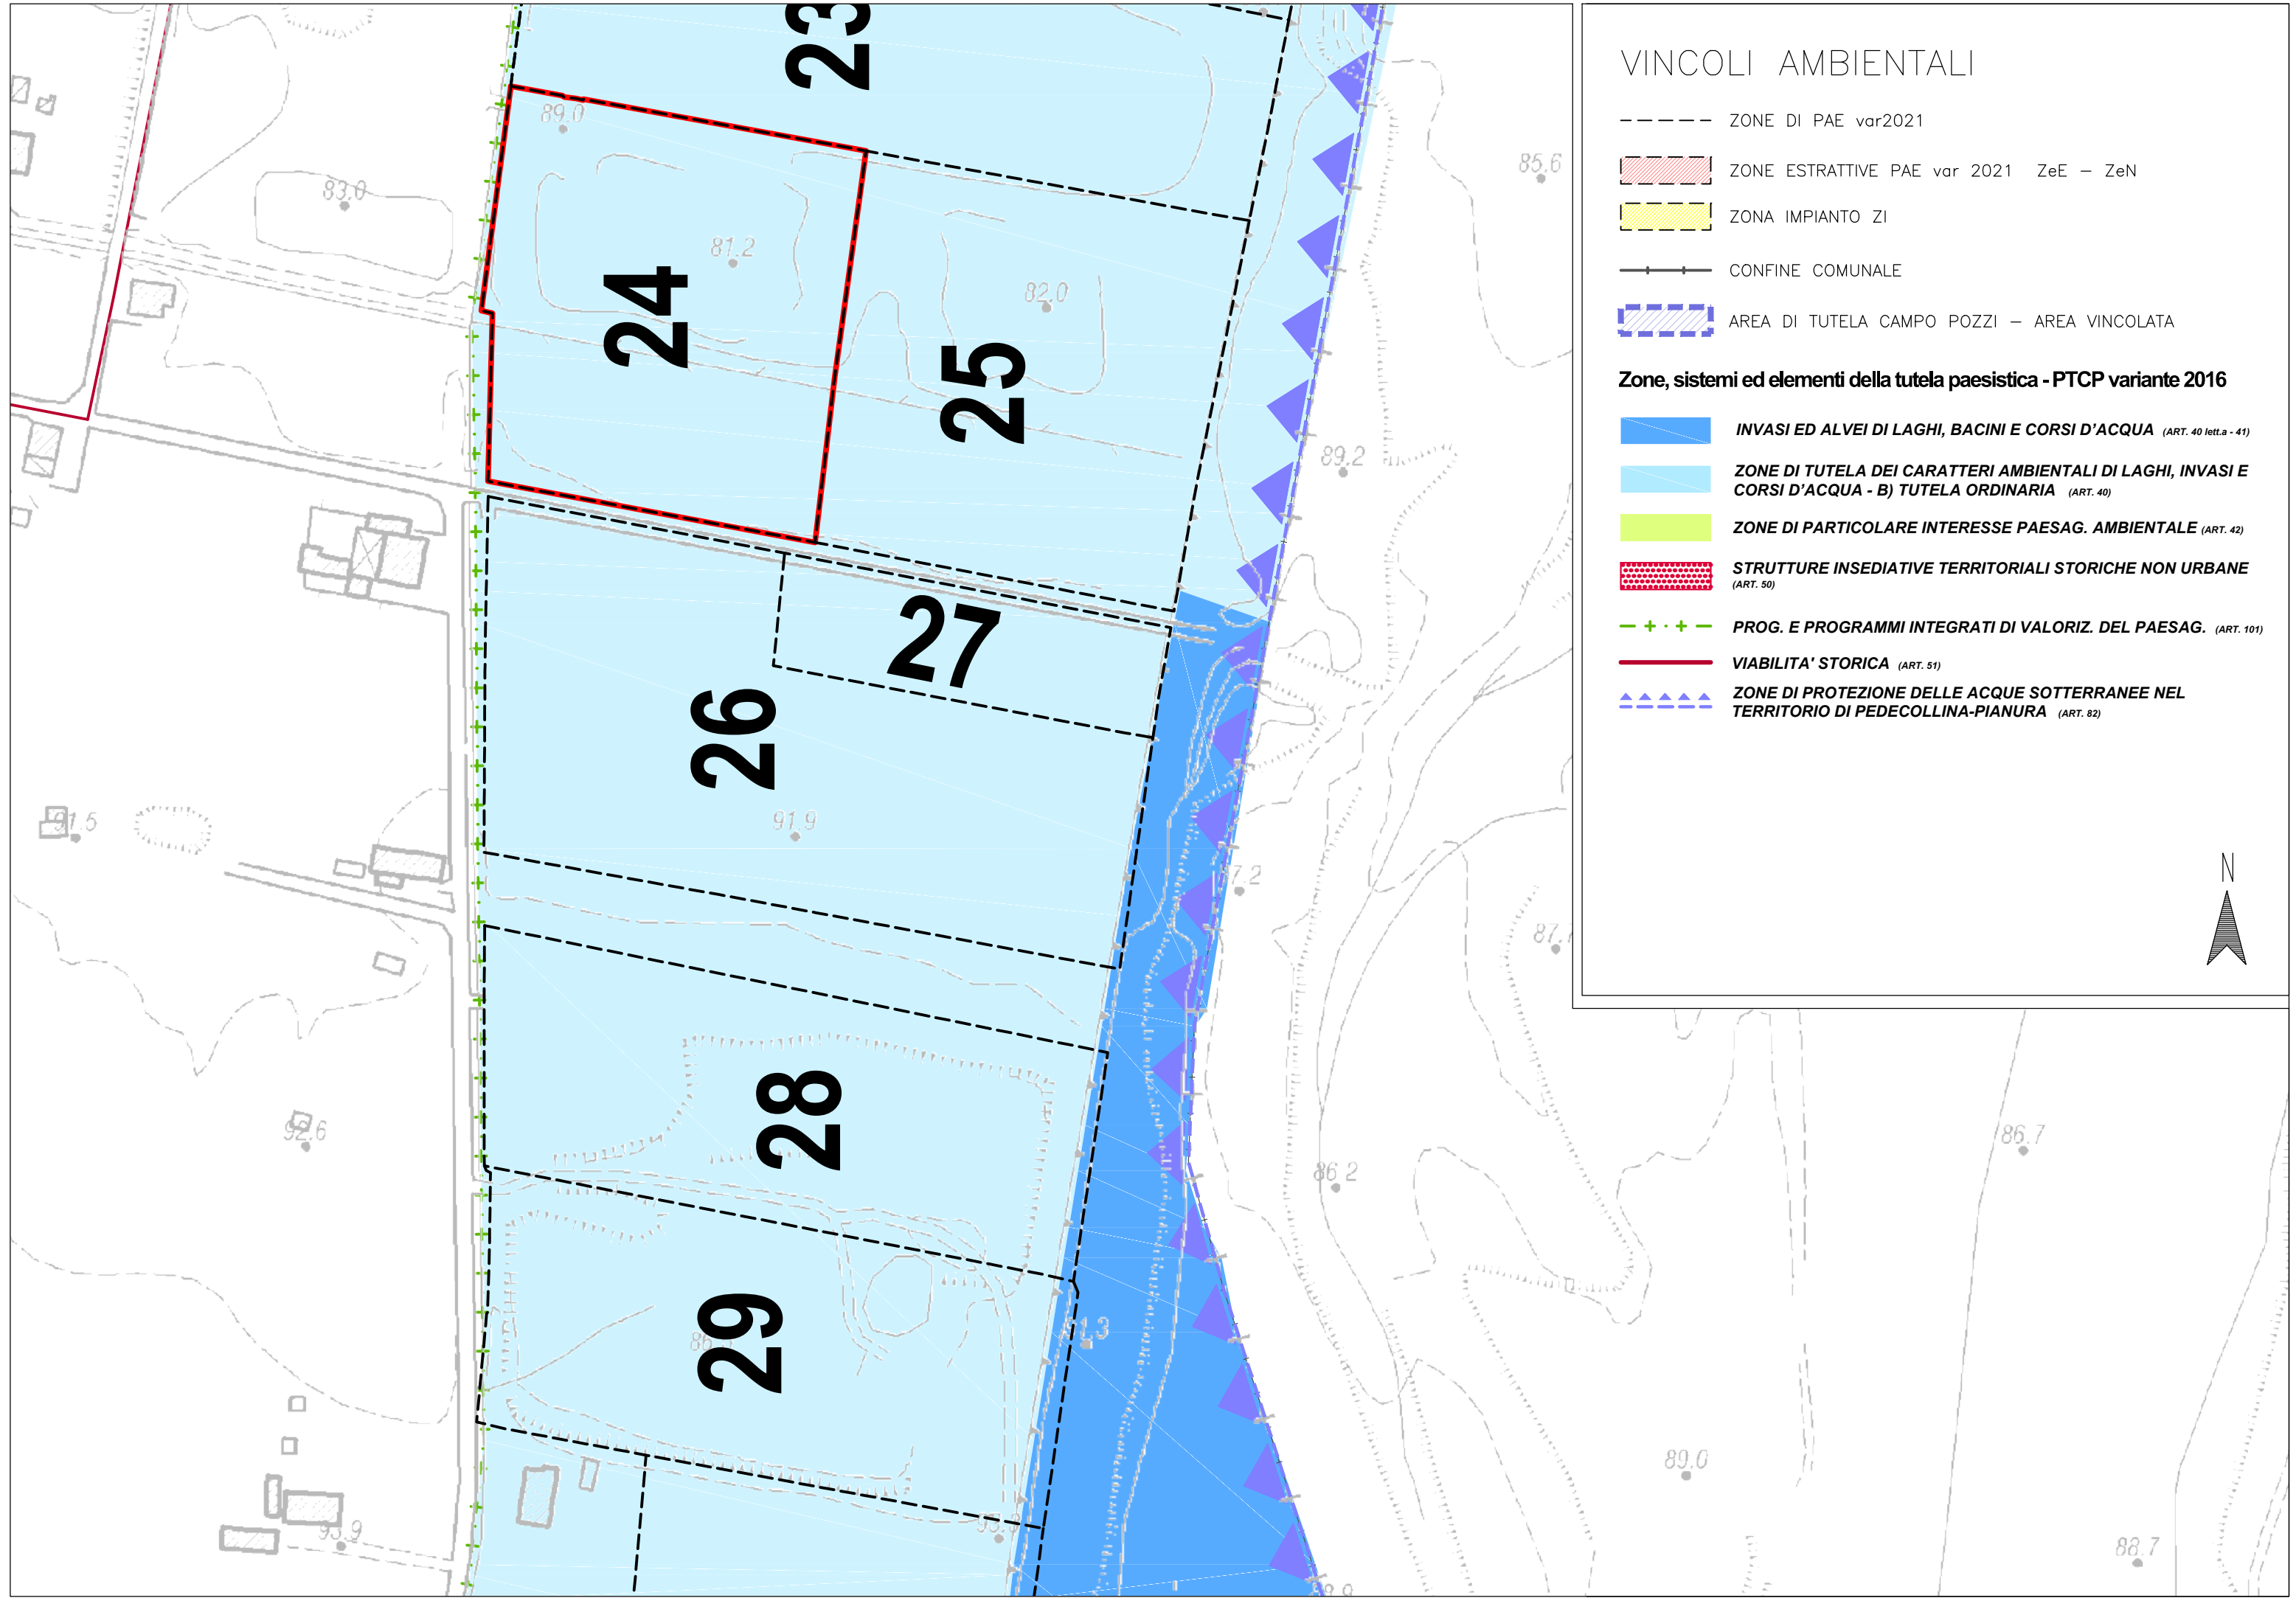 23
89.0
83.0
81.2
82.0
85.6
24
25
89.2
27
26
91.9
91.5
87.2
28
92.6
86.2
86.7
29
89.0
93.9
88.7
VINCOLI AMBIENTALI
ZONE DI PAE var2021
ZONE ESTRATTIVE PAE var 2021 ZeE – ZeN
ZONA IMPIANTO ZI
CONFINE COMUNALE
AREA DI TUTELA CAMPO POZZI – AREA VINCOLATA
Zone, sistemi ed elementi della tutela paesistica - PTCP variante 2016
INVASI ED ALVEI DI LAGHI, BACINI E CORSI D'ACQUA (ART. 40 lett.a - 41)
ZONE DI TUTELA DEI CARATTERI AMBIENTALI DI LAGHI, INVASI E
CORSI D'ACQUA - B) TUTELA ORDINARIA (ART. 40)
ZONE DI PARTICOLARE INTERESSE PAESAG. AMBIENTALE (ART. 42)
STRUTTURE INSEDIATIVE TERRITORIALI STORICHE NON URBANE
(ART. 50)
PROG. E PROGRAMMI INTEGRATI DI VALORIZ. DEL PAESAG. (ART. 101)
VIABILITA' STORICA (ART. 51)
ZONE DI PROTEZIONE DELLE ACQUE SOTTERRANEE NEL
TERRITORIO DI PEDECOLLINA-PIANURA (ART. 82)
N